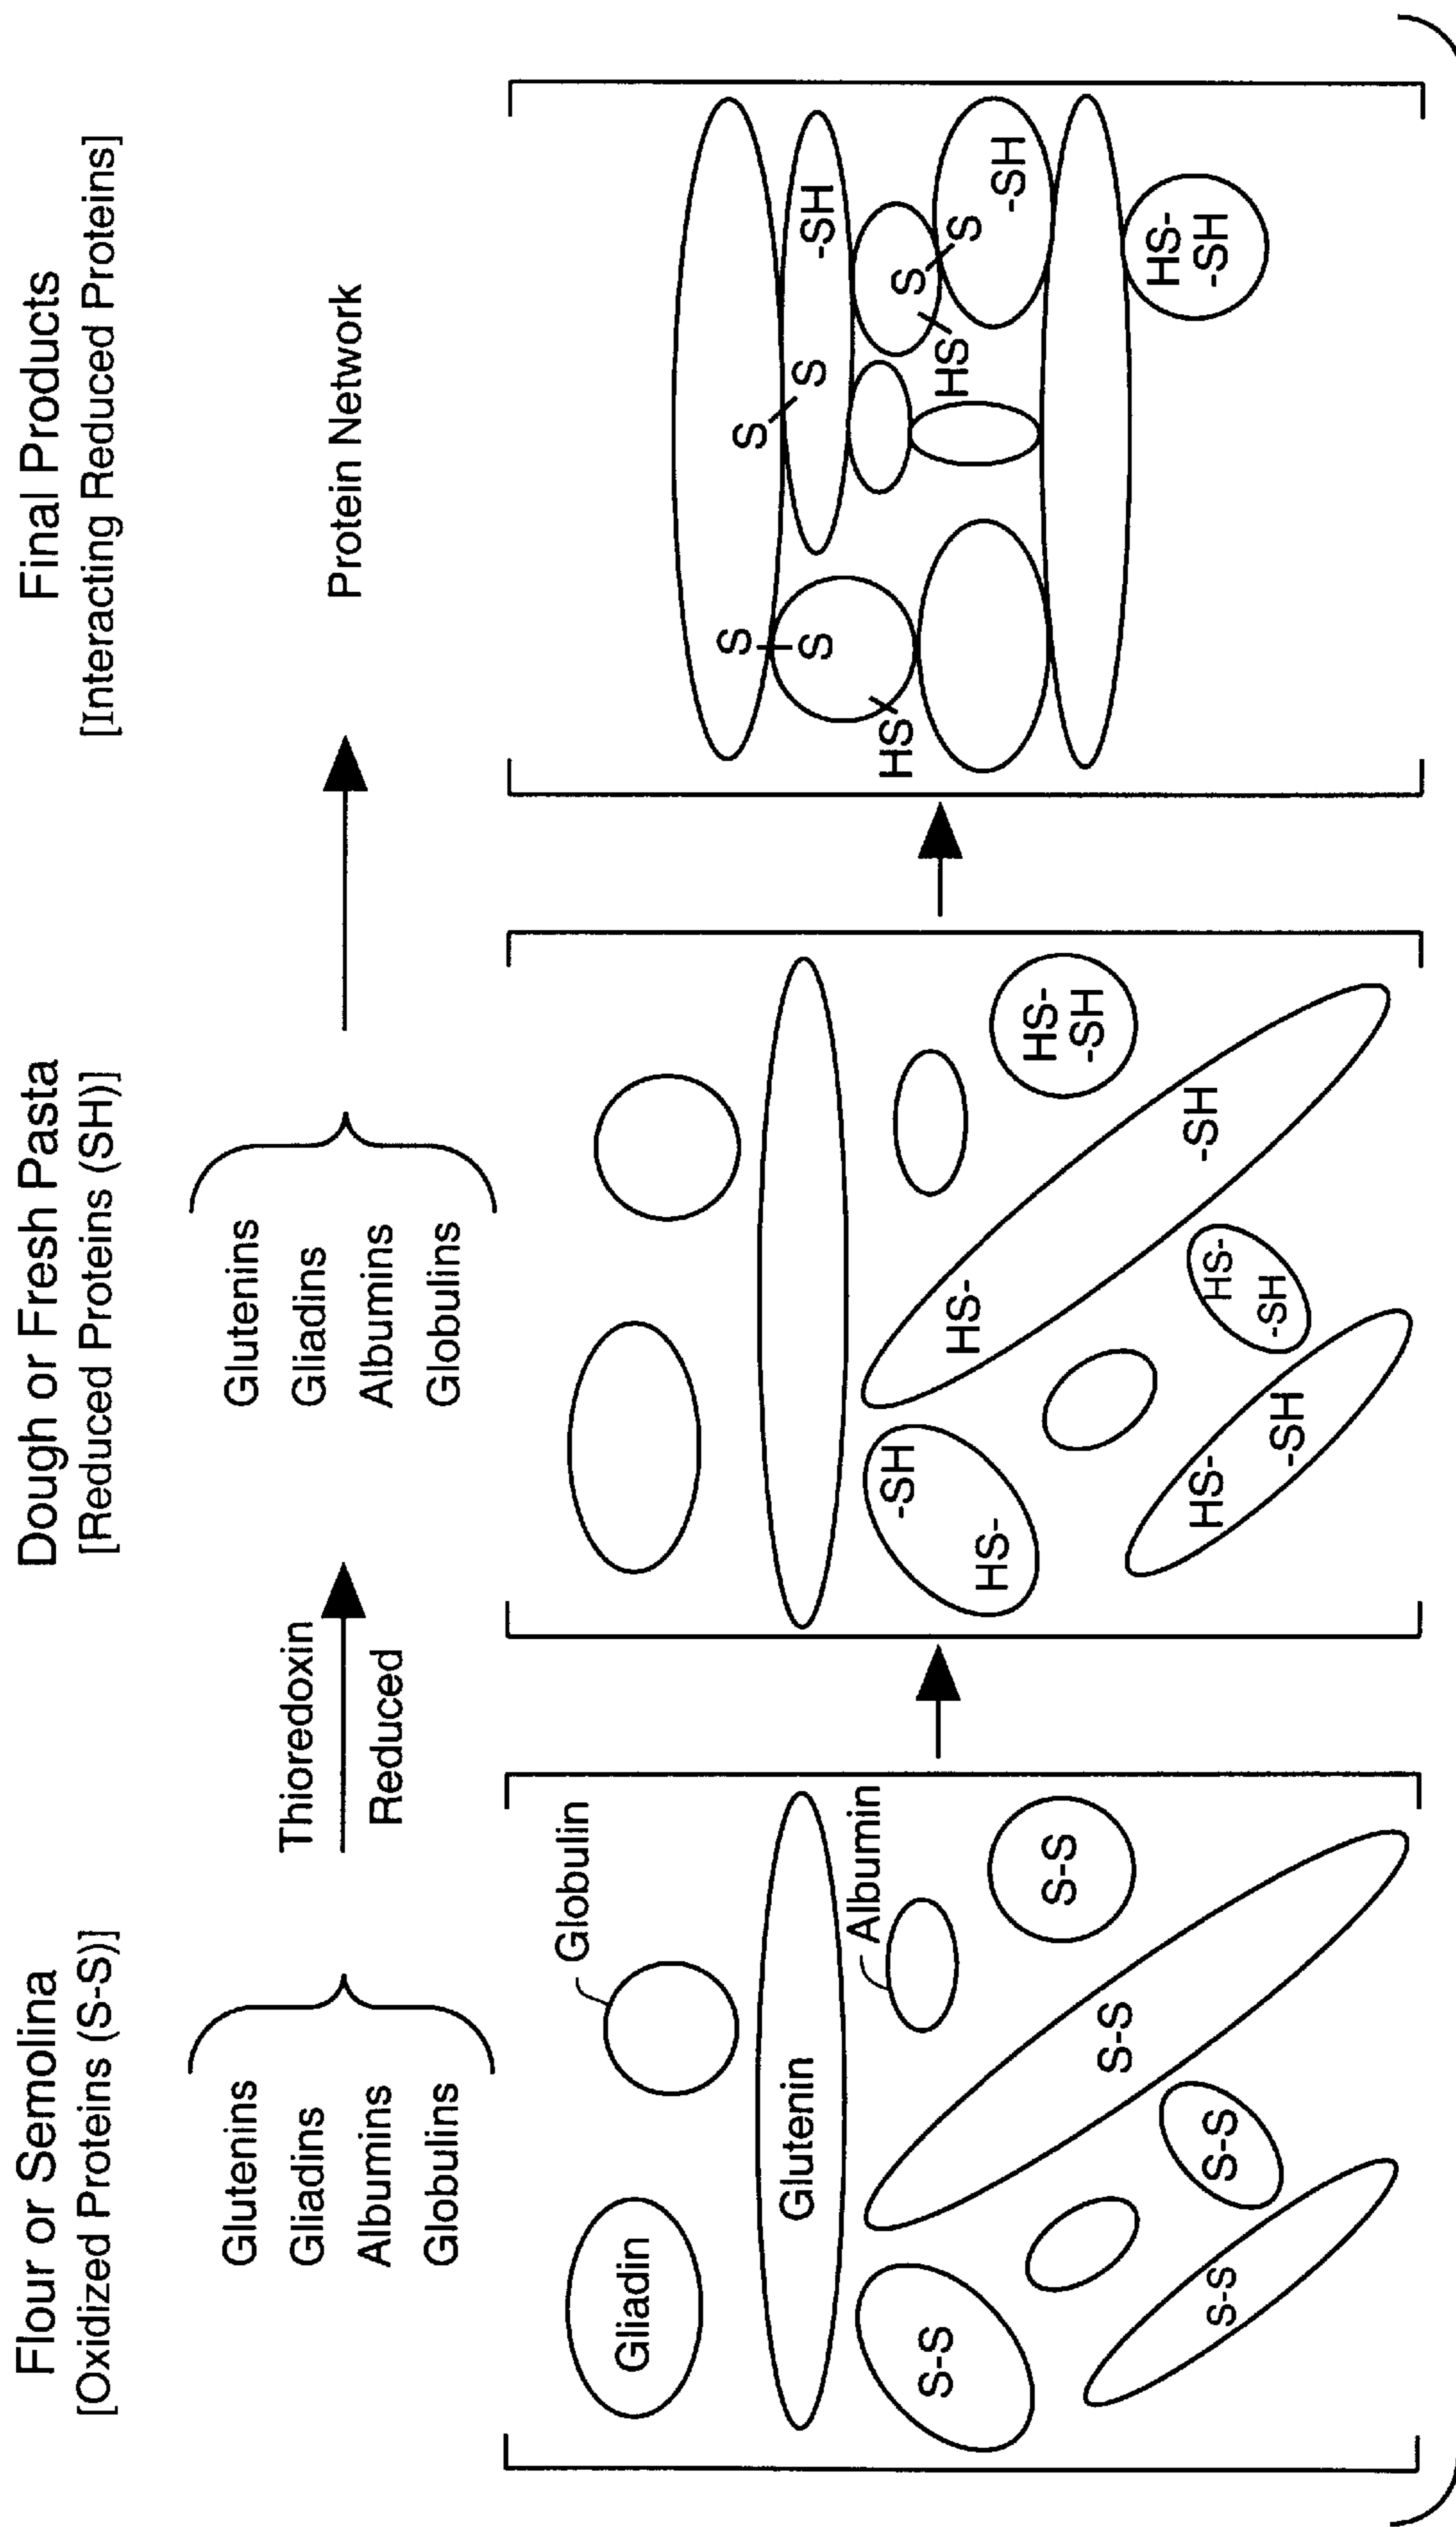 Flour or Semolina
[Oxidized Proteins (S-S)]
Glutenins
Gliadins
Albumins
Globulins
Thioredoxin
Reduced
Dough or Fresh Pasta
[Reduced Proteins (SH)]
Glutenins
Gliadins
Albumins
Globulins
Final Products
[Interacting Reduced Proteins]
Protein Network
Gliadin
Globulin
Glutenin
Albumin
S-S
S-S
S-S
S-S
S-S
-SH
HS-
HS-
-SH
HS-
-SH
HS-
-SH
HS-
-SH
S
S
HS
S
S
-SH
S
S
HS
-SH
HS-
-SH